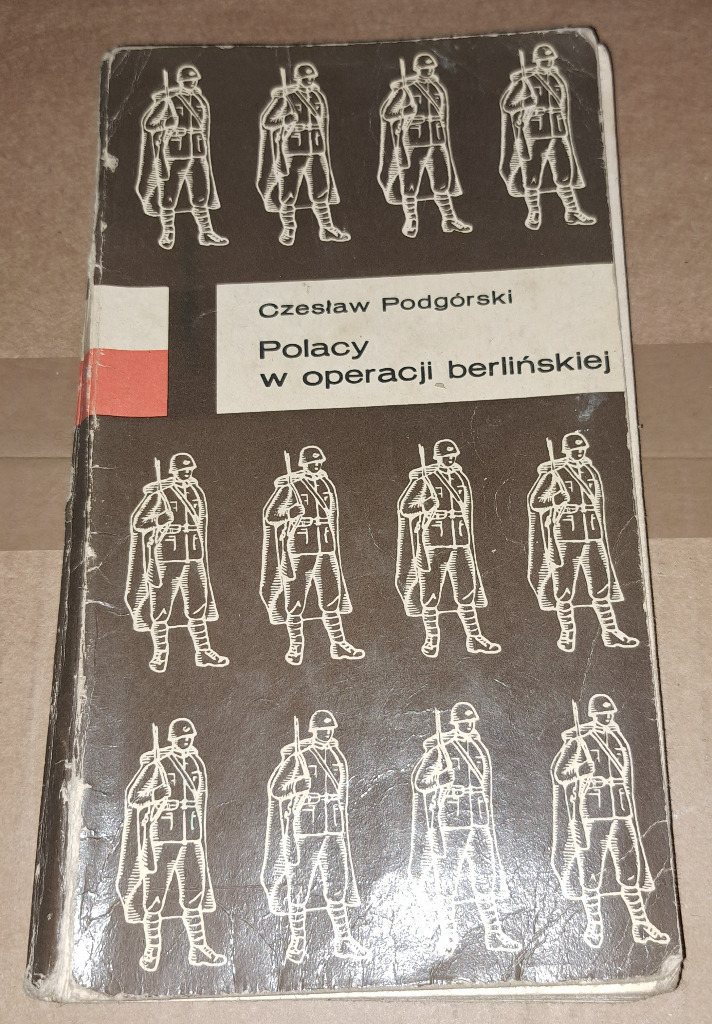 Czesław Podgórski
Polacy
w operacji berlińskiej